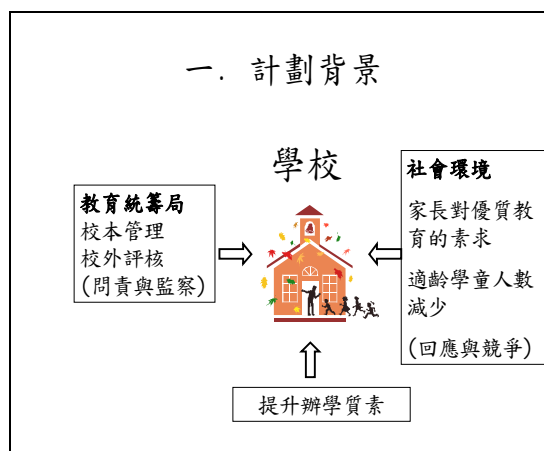 一. 計劃背景
學校
教育統籌局
校本管理
校外評核
(問責與監察)
社會環境
家長對優質教
育的素求
適齡學童人數
減少
(回應與競爭)
提升辦學質素